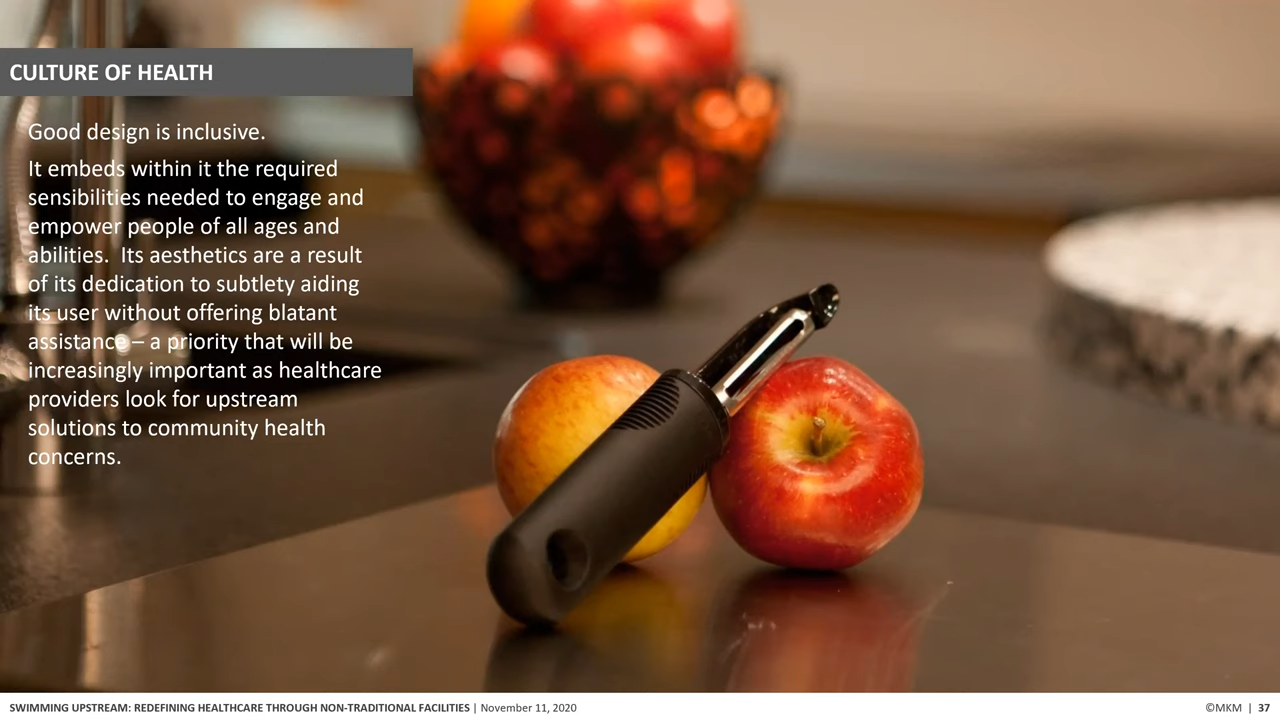 CULTURE OF HEALTH
Good design is inclusive.
It embeds within it the required
sensibilities needed to engage and
empower people of all ages and
abilities.  Its aesthetics are a result
of its dedication to subtlety aiding
its user without offering blatant
assistance – a priority that will be
increasingly important as healthcare
providers look for upstream
solutions to community health
concerns.
SWIMMING UPSTREAM: REDEFINING HEALTHCARE THROUGH NON-TRADITIONAL FACILITIES | November 11, 2020
©MKM | 37